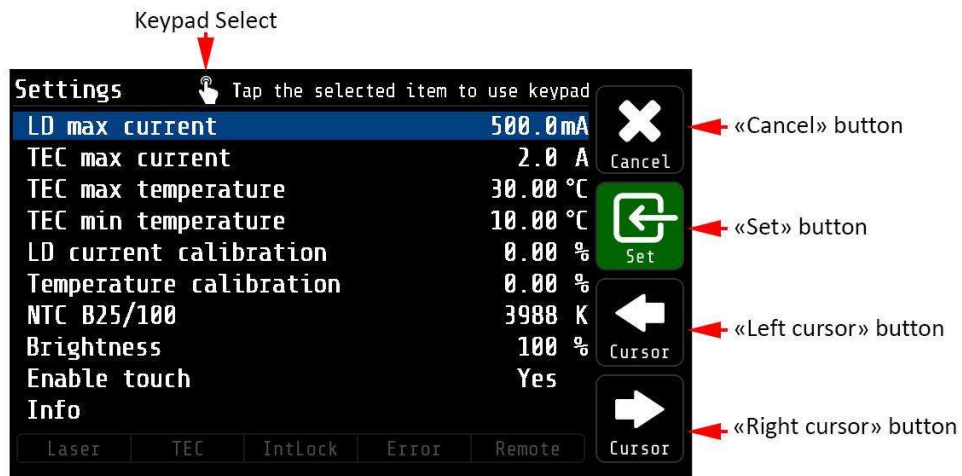 Keypad Select
Settings Tap the selected item to use keypad
LD max current 500.0mA
TEC max current 2.0 A
TEC max temperature 30.00 °C
TEC min temperature 10.00 °C
LD current calibration 0.00 %
Temperature calibration 0.00 %
NTC B25/100 3988 K
Brightness 100 %
Enable touch Yes
Info
Laser TEC IntLock Error Remote
Cancel
Set
Cursor
Cursor
«Cancel» button
«Set» button
«Left cursor» button
«Right cursor» button